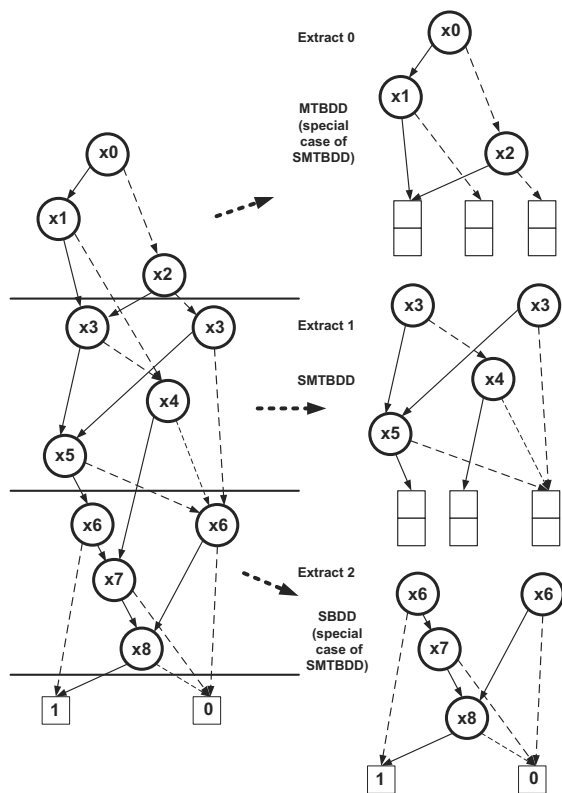 Extract 0
x0
x1
MTBDD
(special
case of
SMTBDD)
x2
x0
x1
x2
x3
x3
x4
x5
x6
x6
x7
x8
1
0
Extract 1
x3
x3
SMTBDD
x4
x5
Extract 2
SBDD
(special
case of
SMTBDD)
x6
x6
x7
x8
1
0